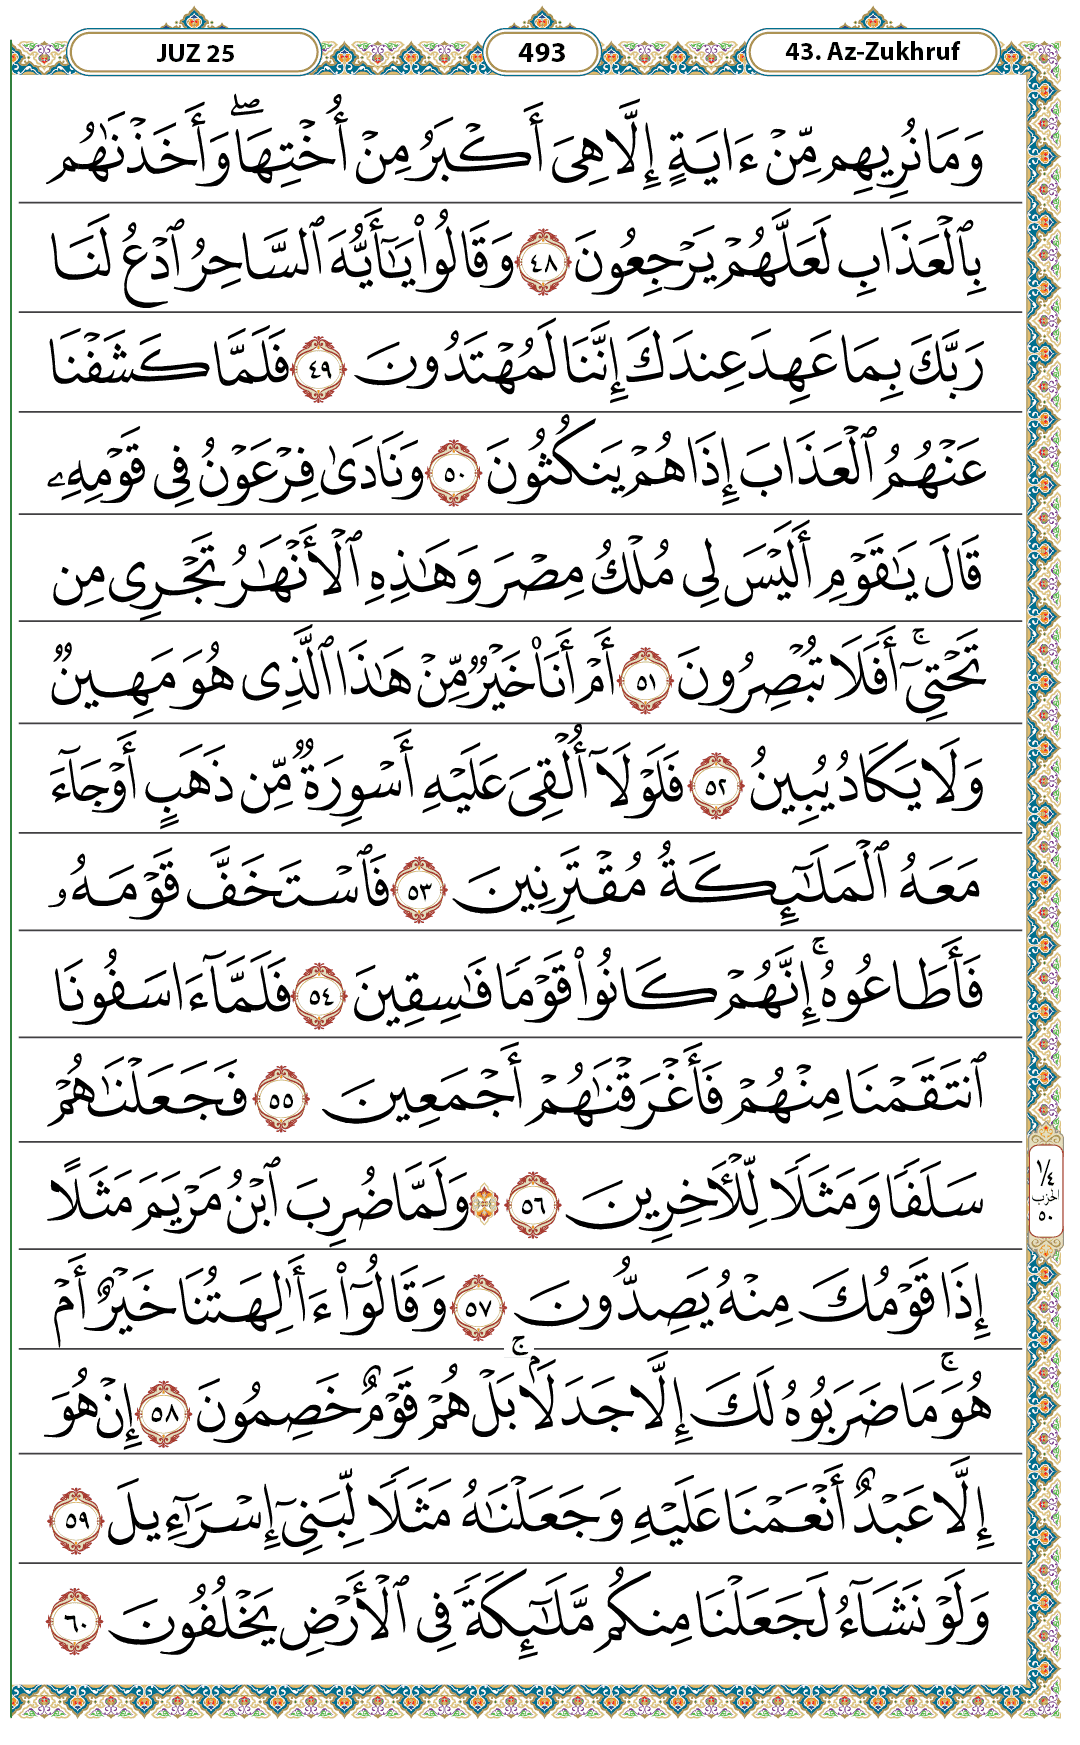 JUZ 25
493
43. Az-Zukhruf
وَمَا نُرِيهِم مِّنْ ءَايَةٍ إِلَّا هِىَ أَكْبَرُ مِنْ أُخْتِهَا ۖ وَأَخَذْنَٰهُم
بِٱلْعَذَابِ لَعَلَّهُمْ يَرْجِعُونَ ٤٨ وَقَالُوا۟ يَٰٓأَيُّهَ ٱلسَّاحِرُ ٱدْعُ لَنَا
رَبَّكَ بِمَا عَهِدَ عِندَكَ إِنَّنَا لَمُهْتَدُونَ ٤٩ فَلَمَّا كَشَفْنَا
عَنْهُمُ ٱلْعَذَابَ إِذَا هُمْ يَنكُثُونَ ٥٠ وَنَادَىٰ فِرْعَوْنُ فِى قَوْمِهِۦ
قَالَ يَٰقَوْمِ أَلَيْسَ لِى مُلْكُ مِصْرَ وَهَٰذِهِ ٱلْأَنْهَٰرُ تَجْرِى مِن
تَحْتِىٓ ۚ أَفَلَا تُبْصِرُونَ ٥١ أَمْ أَنَا۠ خَيْرٌ مِّنْ هَٰذَا ٱلَّذِى هُوَ مَهِينٌ
وَلَا يَكَادُ يُبِينُ ٥٢ فَلَوْلَآ أُلْقِىَ عَلَيْهِ أَسْوِرَةٌ مِّن ذَهَبٍ أَوْ جَآءَ
مَعَهُ ٱلْمَلَٰٓئِكَةُ مُقْتَرِنِينَ ٥٣ فَٱسْتَخَفَّ قَوْمَهُۥ
فَأَطَاعُوهُ ۚ إِنَّهُمْ كَانُوا۟ قَوْمًا فَٰسِقِينَ ٥٤ فَلَمَّآ ءَاسَفُونَا
ٱنتَقَمْنَا مِنْهُمْ فَأَغْرَقْنَٰهُمْ أَجْمَعِينَ ٥٥ فَجَعَلْنَٰهُمْ
سَلَفًا وَمَثَلًا لِّلْءَاخِرِينَ ٥٦ وَلَمَّا ضُرِبَ ٱبْنُ مَرْيَمَ مَثَلًا
إِذَا قَوْمُكَ مِنْهُ يَصِدُّونَ ٥٧ وَقَالُوٓا۟ ءَأَٰلِهَتُنَا خَيْرٌ أَمْ
هُوَ ۚ مَا ضَرَبُوهُ لَكَ إِلَّا جَدَلًۢا ۚ بَلْ هُمْ قَوْمٌ خَصِمُونَ ٥٨ إِنْ هُوَ
إِلَّا عَبْدٌ أَنْعَمْنَا عَلَيْهِ وَجَعَلْنَٰهُ مَثَلًا لِّبَنِىٓ إِسْرَٰٓءِيلَ ٥٩
وَلَوْ نَشَآءُ لَجَعَلْنَا مِنكُم مَّلَٰٓئِكَةً فِى ٱلْأَرْضِ يَخْلُفُونَ ٦٠
١/٤
الحزب
٥٠